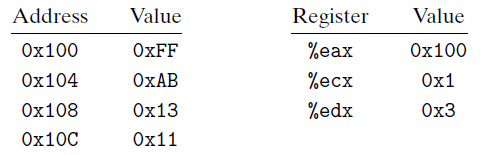 Address Value Register Value
0x100 0xFF %eax 0x100
0x104 0xAB %ecx 0x1
0x108 0x13 %edx 0x3
0x10C 0x11